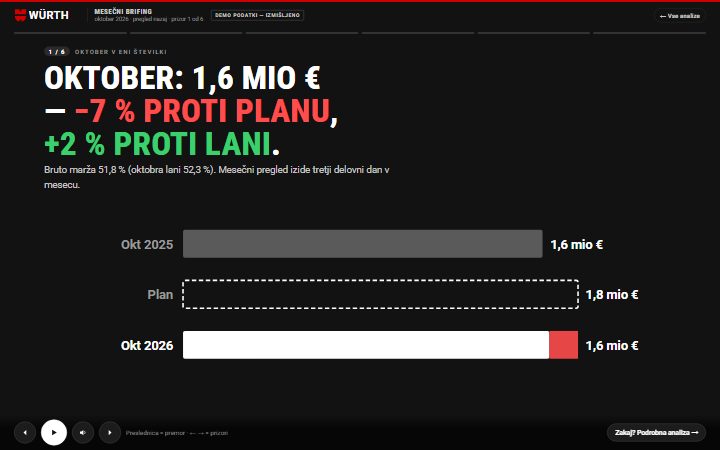 WÜRTH
MESEČNI BRIFING
oktober 2026 · pregled nazaj · prizor 1 od 6
DEMO PODATKI — IZMIŠLJENO
← Vse analize
1 / 6 OKTOBER V ENI ŠTEVILKI
OKTOBER: 1,6 MIO €
— −7 % PROTI PLANU,
+2 % PROTI LANI.
Bruto marža 51,8 % (oktobra lani 52,3 %). Mesečni pregled izide tretji delovni dan v
mesecu.
Okt 2025 1,6 mio €
Plan 1,8 mio €
Okt 2026 1,6 mio €
Preslednica = premor · ← → = prizori
Zakaj? Podrobna analiza →